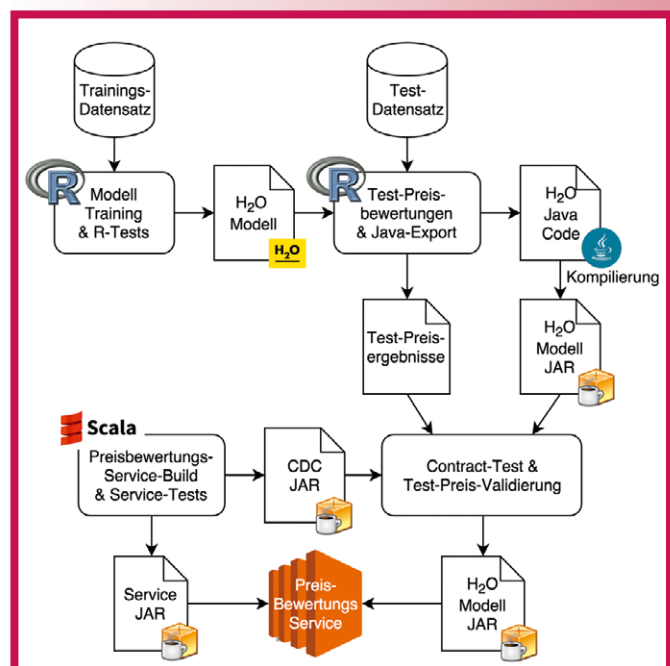 Trainings-
Datensatz
Test-
Datensatz
R
Modell
Training
& R-Tests
H₂O
Modell
H₂O
R
Test-Preis-
bewertungen
& Java-Export
H₂O
Java
Code
Kompilierung
Test-Preis-
ergebnisse
H₂O
Modell
JAR
Scala
Preisbewertungs-
Service-Build
& Service-Tests
CDC
JAR
Contract-Test &
Test-Preis-Validierung
Service
JAR
Preis-
Bewertungs
Service
H₂O
Modell
JAR